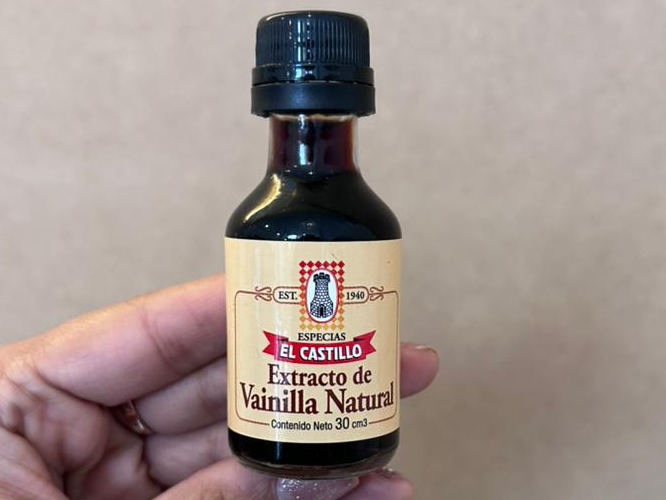 EST. 1940
ESPECIAS
EL CASTILLO
Extracto de
Vainilla Natural
Contenido Neto 30 cm3